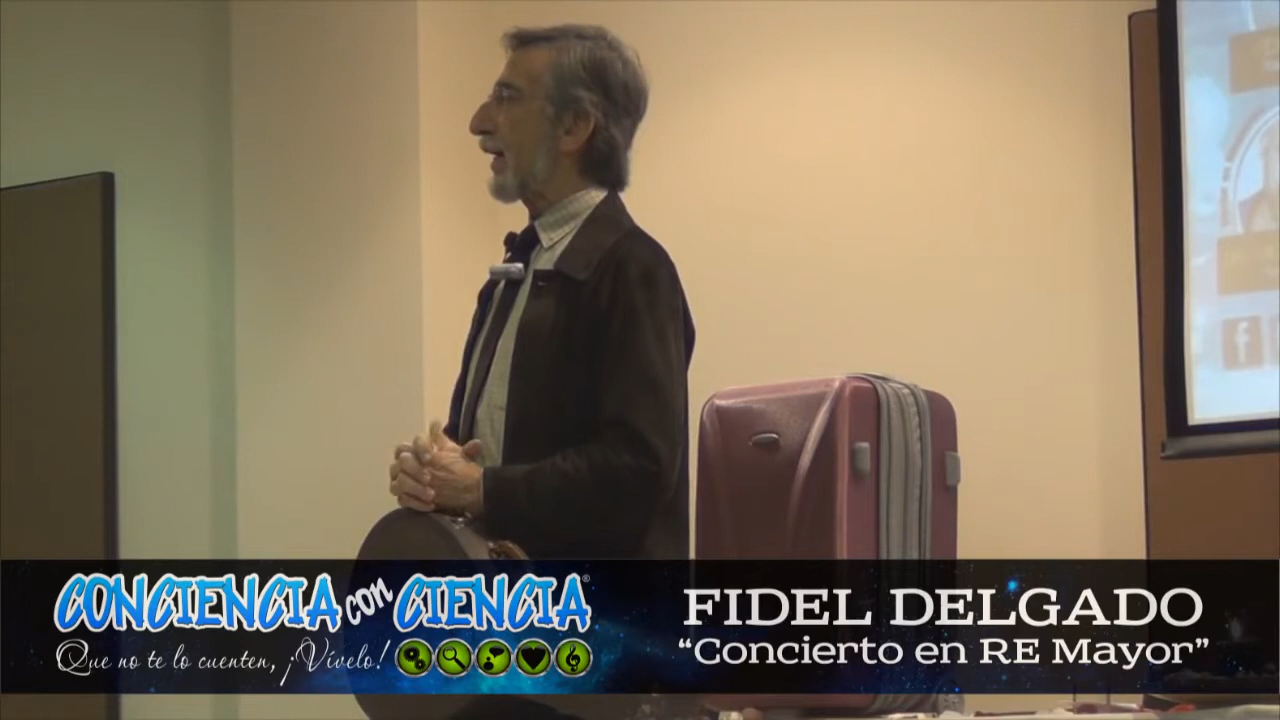 CONCIENCIA con CIENCIA®
Que no te lo cuenten, ¡Vívelo!
FIDEL DELGADO
“Concierto en RE Mayor”
f